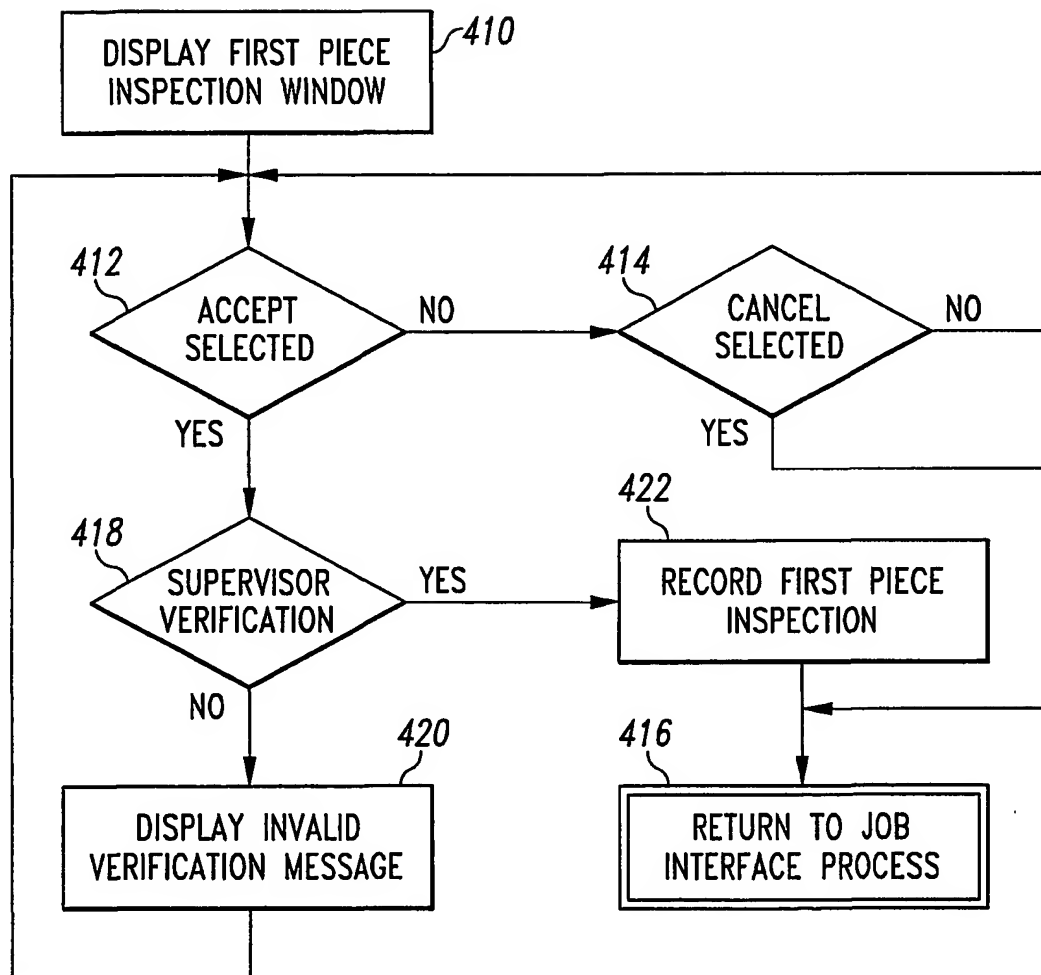 DISPLAY FIRST PIECE
INSPECTION WINDOW
410
412
ACCEPT
SELECTED
NO
YES
414
CANCEL
SELECTED
NO
YES
418
SUPERVISOR
VERIFICATION
YES
NO
422
RECORD FIRST PIECE
INSPECTION
420
DISPLAY INVALID
VERIFICATION MESSAGE
416
RETURN TO JOB
INTERFACE PROCESS